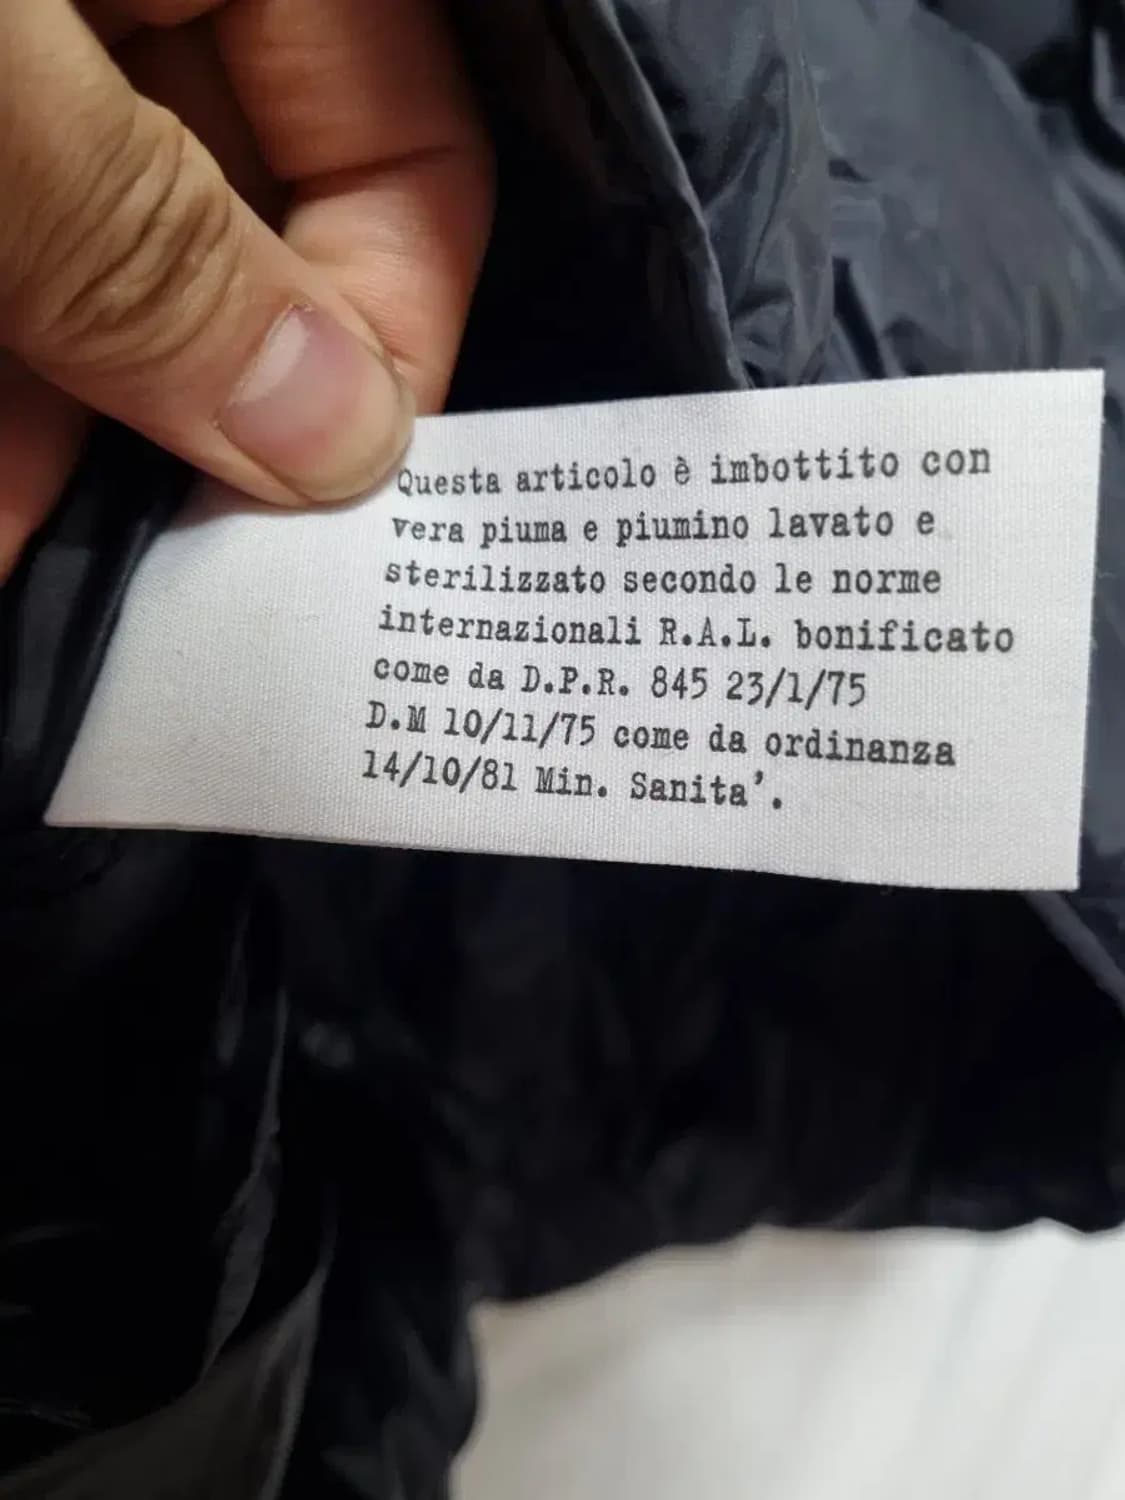 Questa articolo è imbottito con
vera piuma e piumino lavato e
sterilizzato secondo le norme
internazionali R.A.L. bonificato
come da D.P.R. 845 23/1/75
D.M 10/11/75 come da ordinanza
14/10/81 Min. Sanita'.